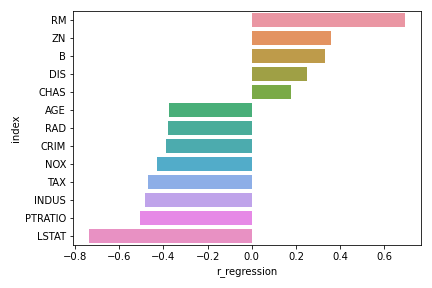 RM
ZN
B
DIS
CHAS
AGE
RAD
CRIM
NOX
TAX
INDUS
PTRATIO
LSTAT
index
−0.8 −0.6 −0.4 −0.2 0.0 0.2 0.4 0.6
r_regression